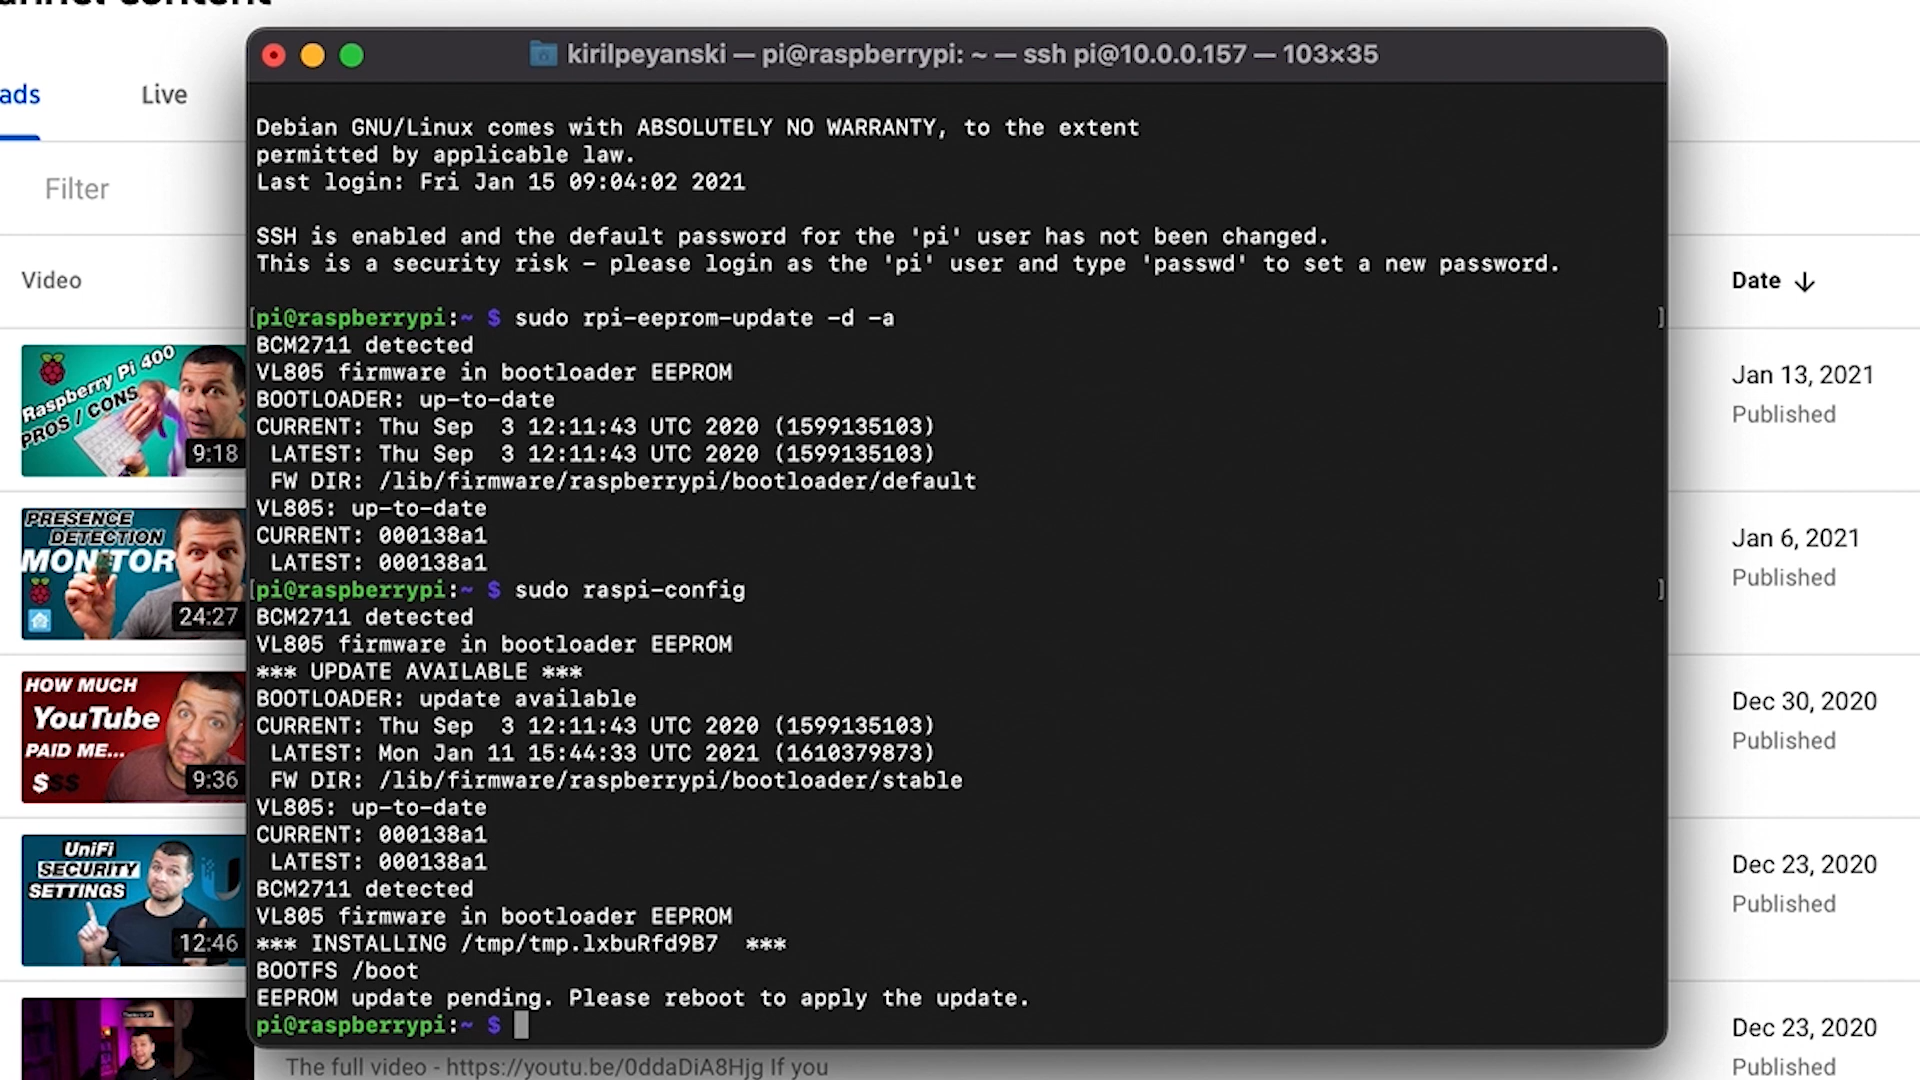 kirilpeyanski — pi@raspberrypi: ~ — ssh pi@10.0.0.157 — 103×35
Debian GNU/Linux comes with ABSOLUTELY NO WARRANTY, to the extent
permitted by applicable law.
Last login: Fri Jan 15 09:04:02 2021
SSH is enabled and the default password for the 'pi' user has not been changed.
This is a security risk – please login as the 'pi' user and type 'passwd' to set a new password.
[pi@raspberrypi:~ $ sudo rpi-eeprom-update -d -a ]
BCM2711 detected
VL805 firmware in bootloader EEPROM
BOOTLOADER: up-to-date
CURRENT: Thu Sep  3 12:11:43 UTC 2020 (1599135103)
LATEST: Thu Sep  3 12:11:43 UTC 2020 (1599135103)
FW DIR: /lib/firmware/raspberrypi/bootloader/default
VL805: up-to-date
CURRENT: 000138a1
LATEST: 000138a1
[pi@raspberrypi:~ $ sudo raspi-config ]
BCM2711 detected
VL805 firmware in bootloader EEPROM
*** UPDATE AVAILABLE ***
BOOTLOADER: update available
CURRENT: Thu Sep  3 12:11:43 UTC 2020 (1599135103)
LATEST: Mon Jan 11 15:44:33 UTC 2021 (1610379873)
FW DIR: /lib/firmware/raspberrypi/bootloader/stable
VL805: up-to-date
CURRENT: 000138a1
LATEST: 000138a1
BCM2711 detected
VL805 firmware in bootloader EEPROM
*** INSTALLING /tmp/tmp.lxbuRfd9B7  ***
BOOTFS /boot
EEPROM update pending. Please reboot to apply the update.
pi@raspberrypi:~ $
ads
Live
Filter
Video
Date ↓
Raspberry Pi 400
PROS / CONS
9:18
Jan 13, 2021
Published
PRESENCE
DETECTION
MONITOR
24:27
Jan 6, 2021
Published
HOW MUCH
YouTube
PAID ME...
$$$
9:36
Dec 30, 2020
Published
UniFi
SECURITY
SETTINGS
12:46
Dec 23, 2020
Published
Dec 23, 2020
Published
The full video - https://youtu.be/0ddaDiA8Hjg If you